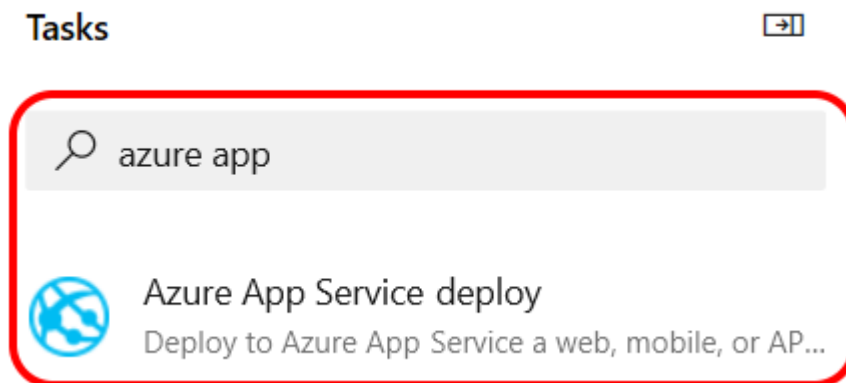 Tasks
azure app
Azure App Service deploy
Deploy to Azure App Service a web, mobile, or AP...